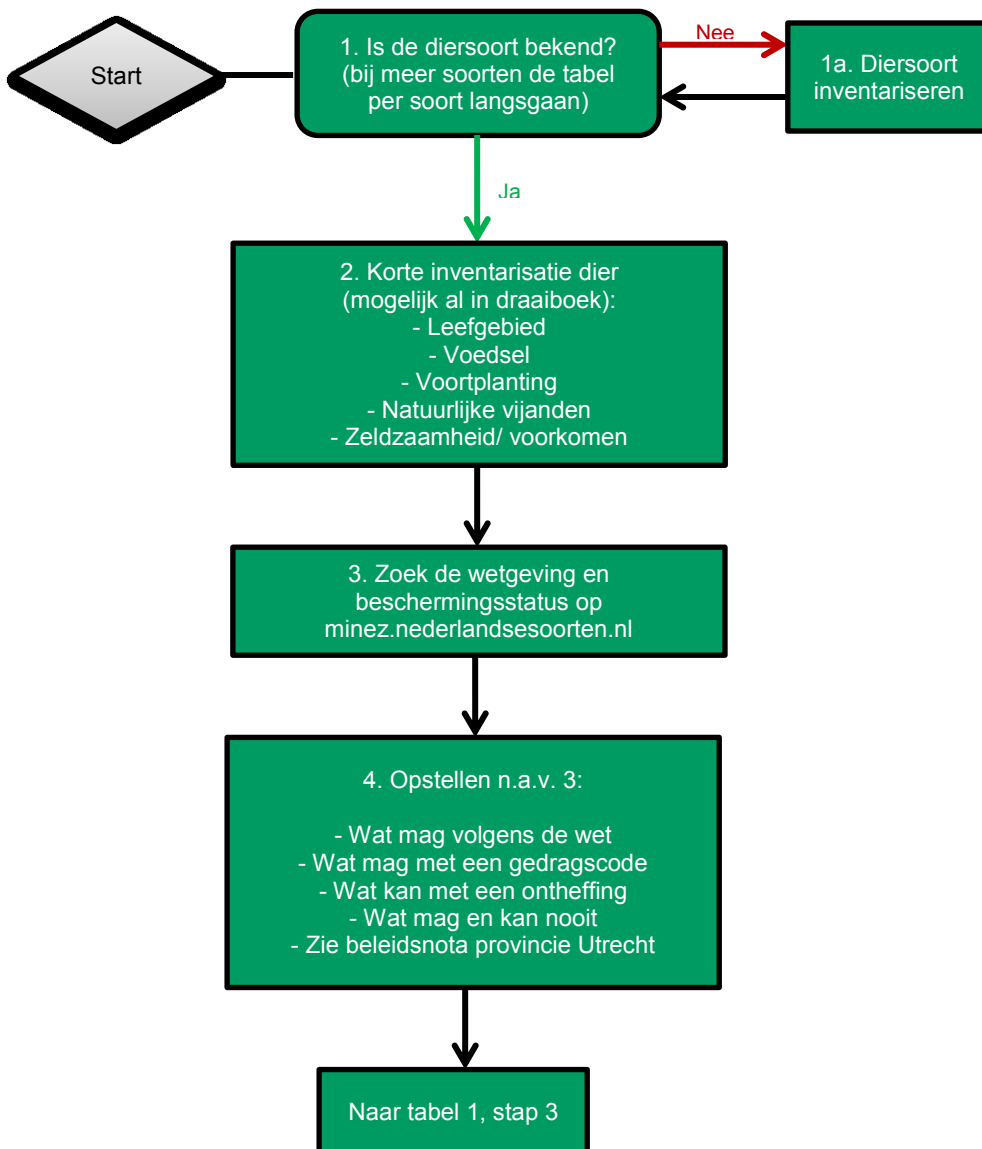 Start
1. Is de diersoort bekend?
(bij meer soorten de tabel
per soort langsgaan)
Nee
1a. Diersoort
inventariseren
Ja
2. Korte inventarisatie dier
(mogelijk al in draaiboek):
- Leefgebied
- Voedsel
- Voortplanting
- Natuurlijke vijanden
- Zeldzaamheid/ voorkomen
3. Zoek de wetgeving en
beschermingsstatus op
minez.nederlandsesoorten.nl
4. Opstellen n.a.v. 3:
- Wat mag volgens de wet
- Wat mag met een gedragscode
- Wat kan met een ontheffing
- Wat mag en kan nooit
- Zie beleidsnota provincie Utrecht
Naar tabel 1, stap 3